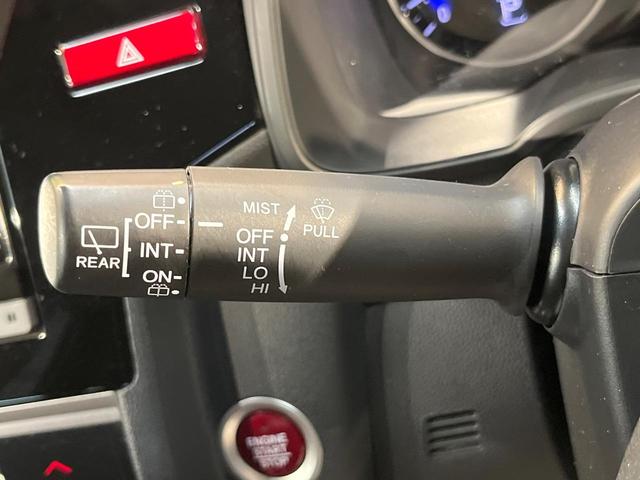 P
MIST
OFF
OFF
PULL
REAR
INT
INT
ON
LO
HI
ENGINE
START
STOP